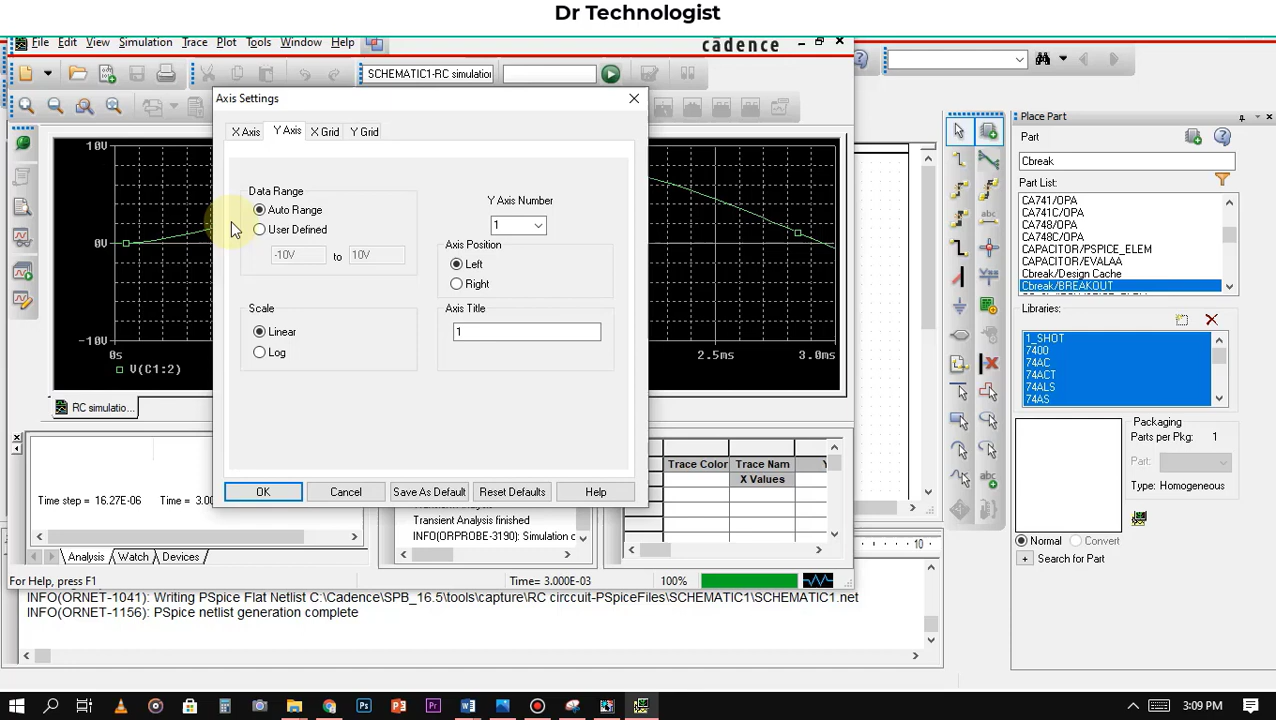 Dr Technologist
File Edit View Simulation Trace Plot Tools Window Help
cādence
SCHEMATIC1-RC simulation
Axis Settings
X Axis Y Axis X Grid Y Grid
Data Range
Auto Range
User Defined
-10V to 10V
Y Axis Number
1
Axis Position
Left
Right
Scale
Linear
Log
Axis Title
1
OK Cancel Save As Default Reset Defaults Help
10V
0V
-10V
0s 2.5ms 3.0ms
V(C1:2)
RC simulatio...
Time step = 16.27E-06 Time = 3.00
Analysis Watch Devices
Transient Analysis finished
INFO(ORPROBE-3190): Simulation c
Trace Color Trace Nam Y
X Values
For Help, press F1 Time= 3.000E-03 100%
INFO(ORNET-1041): Writing PSpice Flat Netlist C:\Cadence\SPB_16.5\tools\capture\RC circcuit-PSpiceFiles\SCHEMATIC1\SCHEMATIC1.net
INFO(ORNET-1156): PSpice netlist generation complete
10
Place Part
Part
Cbreak
Part List:
CA741/OPA
CA741C/OPA
CA748/OPA
CA748C/OPA
CAPACITOR/PSPICE_ELEM
CAPACITOR/EVALAA
Cbreak/Design Cache
Cbreak/BREAKOUT
Libraries:
1_SHOT
7400
74AC
74ACT
74ALS
74AS
Packaging
Parts per Pkg: 1
Part:
Type: Homogeneous
Normal Convert
+ Search for Part
3:09 PM